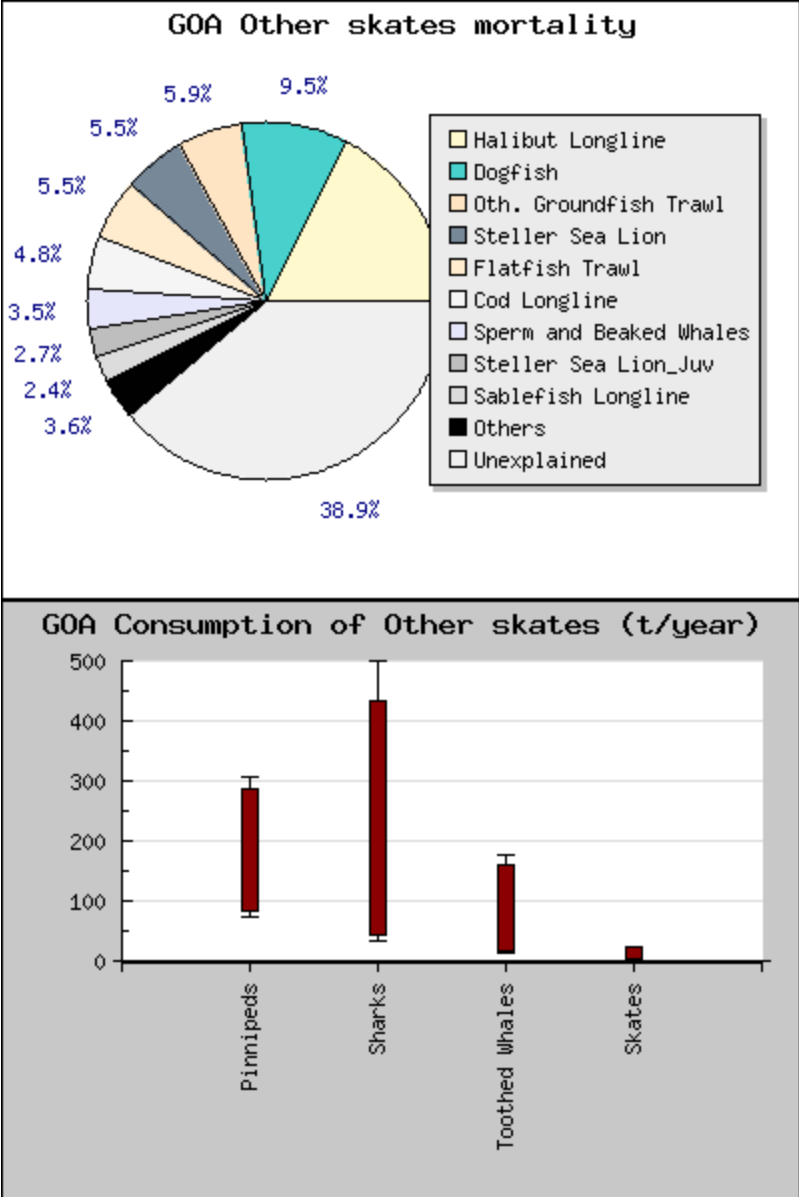 GOA Other skates mortality
9.5%
5.9%
5.5%
5.5%
4.8%
3.5%
2.7%
2.4%
3.6%
38.9%
Halibut Longline
Dogfish
Oth. Groundfish Trawl
Steller Sea Lion
Flatfish Trawl
Cod Longline
Sperm and Beaked Whales
Steller Sea Lion_Juv
Sablefish Longline
Others
Unexplained
GOA Consumption of Other skates (t/year)
500
400
300
200
100
0
Pinnipeds
Sharks
Toothed Whales
Skates